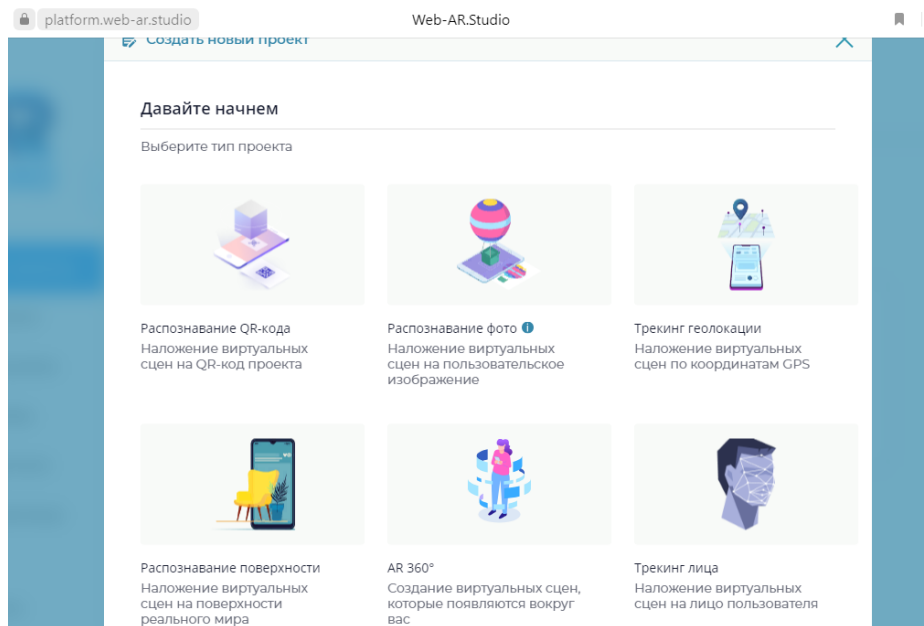 platform.web-ar.studio
Web-AR.Studio
Создать новый проект
Давайте начнем
Выберите тип проекта
Распознавание QR-кода
Наложение виртуальных
сцен на QR-код проекта
Распознавание фото
Наложение виртуальных
сцен на пользовательское
изображение
Трекинг геолокации
Наложение виртуальных
сцен по координатам GPS
Распознавание поверхности
Наложение виртуальных
сцен на поверхности
реального мира
AR 360°
Создание виртуальных сцен,
которые появляются вокруг
вас
Трекинг лица
Наложение виртуальных
сцен на лицо пользователя